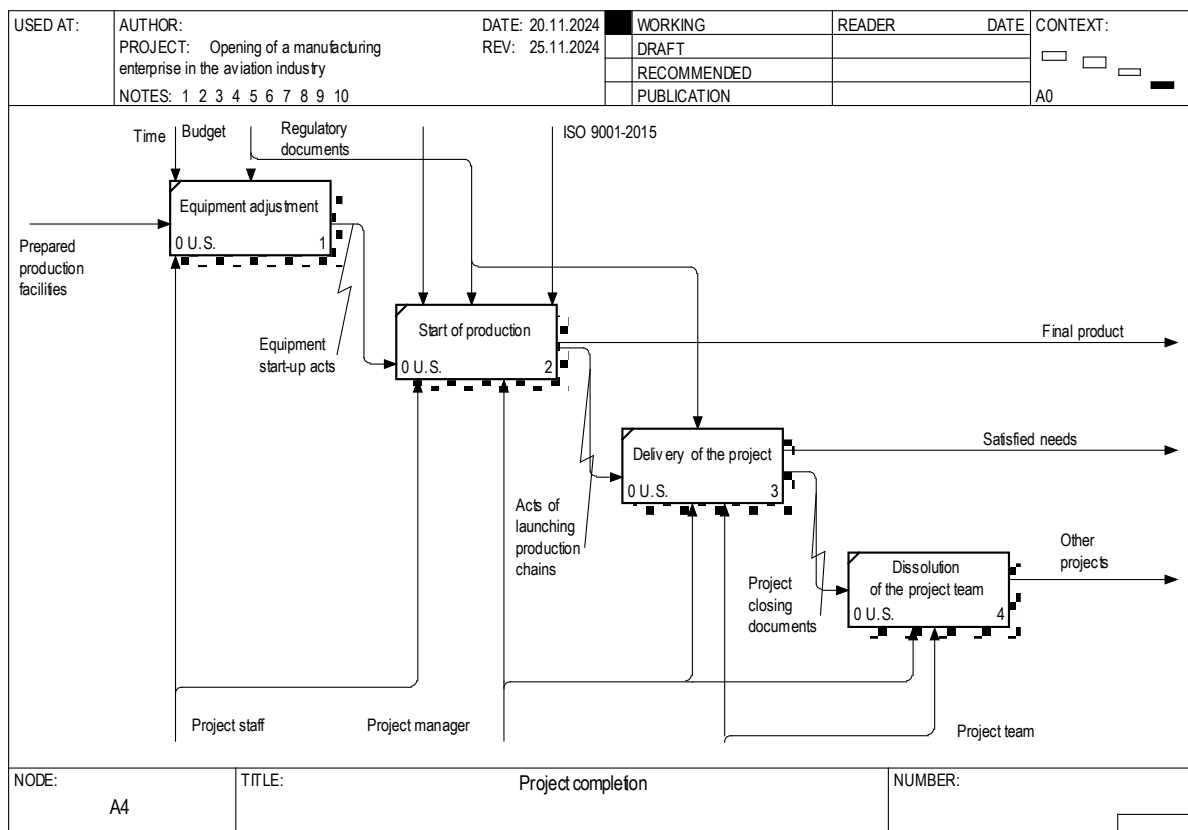 USED AT:
AUTHOR:
DATE: 20.11.2024
PROJECT: Opening of a manufacturing
REV: 25.11.2024
enterprise in the aviation industry
NOTES: 1 2 3 4 5 6 7 8 9 10
WORKING
DRAFT
RECOMMENDED
PUBLICATION
READER
DATE
CONTEXT:
A0
Time
Budget
Regulatory
documents
ISO 9001-2015
Equipment adjustment
0 U.S. 1
Prepared
production
facilities
Equipment
start-up acts
Start of production
0 U.S. 2
Final product
Delivery of the project
0 U.S. 3
Satisfied needs
Acts of
launching
production
chains
Other
projects
Dissolution
of the project team
0 U.S. 4
Project
closing
documents
Project staff
Project manager
Project team
NODE:
A4
TITLE:
Project completion
NUMBER: